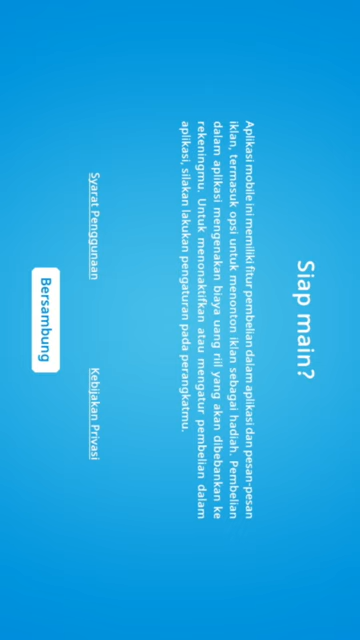 Siap main?
Aplikasi mobile ini memiliki fitur pembelian dalam aplikasi dan pesan-pesan
iklan, termasuk opsi untuk menonton iklan sebagai hadiah. Pembelian
dalam aplikasi mengenakan biaya uang riil yang akan dibebankan ke
rekeningmu. Untuk menonaktifkan atau mengatur pembelian dalam
aplikasi, silakan lakukan pengaturan pada perangkatmu.
Syarat Penggunaan Kebijakan Privasi
Bersambung